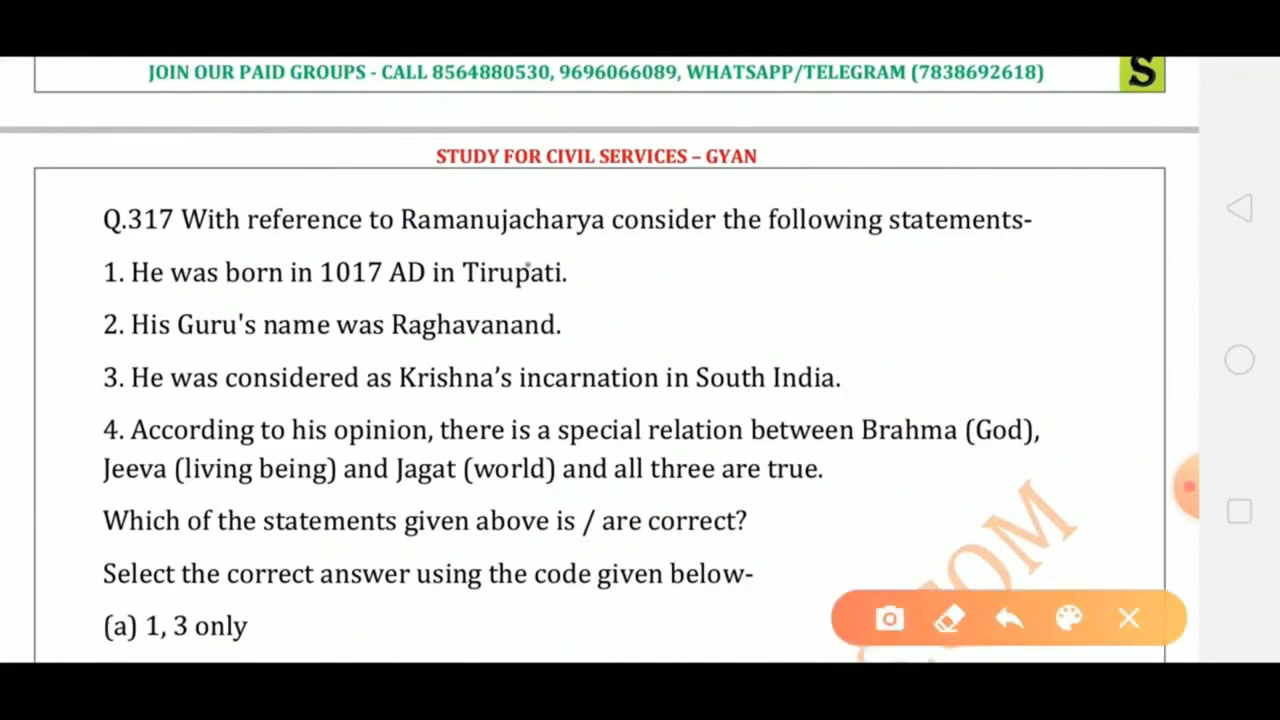 JOIN OUR PAID GROUPS - CALL 8564880530, 9696066089, WHATSAPP/TELEGRAM (7838692618)
S
STUDY FOR CIVIL SERVICES – GYAN
Q.317 With reference to Ramanujacharya consider the following statements-
1. He was born in 1017 AD in Tirupati.
2. His Guru's name was Raghavanand.
3. He was considered as Krishna’s incarnation in South India.
4. According to his opinion, there is a special relation between Brahma (God),
Jeeva (living being) and Jagat (world) and all three are true.
Which of the statements given above is / are correct?
Select the correct answer using the code given below-
(a) 1, 3 only